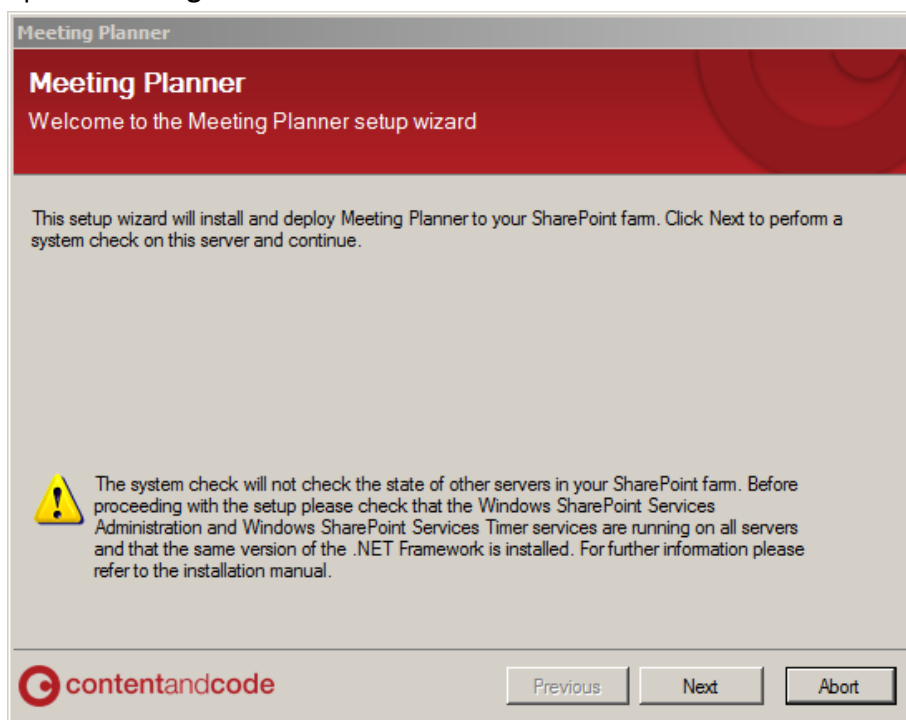 Meeting Planner
Meeting Planner
Welcome to the Meeting Planner setup wizard
This setup wizard will install and deploy Meeting Planner to your SharePoint farm. Click Next to perform a
system check on this server and continue.
The system check will not check the state of other servers in your SharePoint farm. Before
proceeding with the setup please check that the Windows SharePoint Services
Administration and Windows SharePoint Services Timer services are running on all servers
and that the same version of the .NET Framework is installed. For further information please
refer to the installation manual.
contentandcode
Previous Next Abort